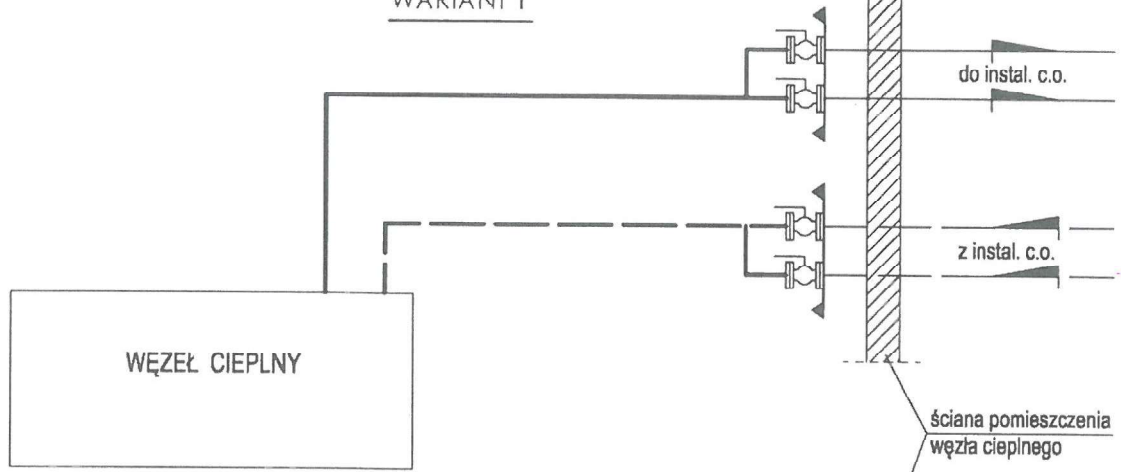 WARIANT I
do instal. c.o.
z instal. c.o.
WĘZEŁ CIEPLNY
ściana pomieszczenia
węzła cieplnego